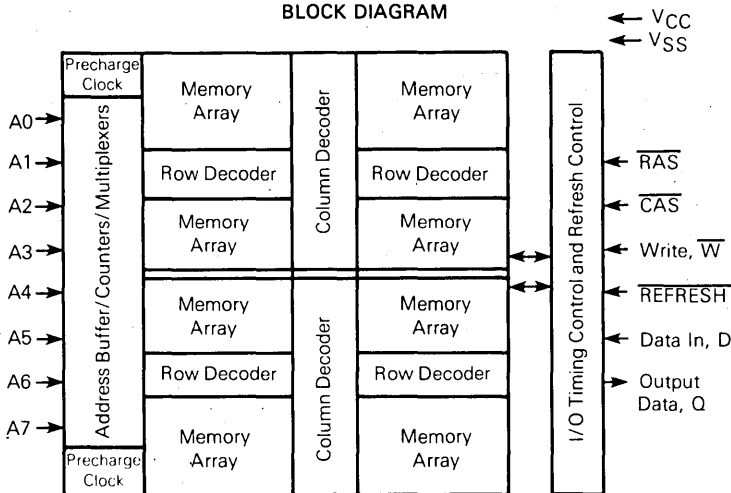 BLOCK DIAGRAM
VCC
VSS
Precharge
Clock
A0
A1
A2
A3
A4
A5
A6
A7
Address Buffer/Counters/Multiplexers
Precharge
Clock
Memory
Array
Row Decoder
Memory
Array
Memory
Array
Row Decoder
Memory
Array
Column Decoder
Column Decoder
Memory
Array
Row Decoder
Memory
Array
Memory
Array
Row Decoder
Memory
Array
I/O Timing Control and Refresh Control
R̅A̅S̅
C̅A̅S̅
Write, W̅
R̅E̅F̅R̅E̅S̅H̅
Data In, D
Output
Data, Q